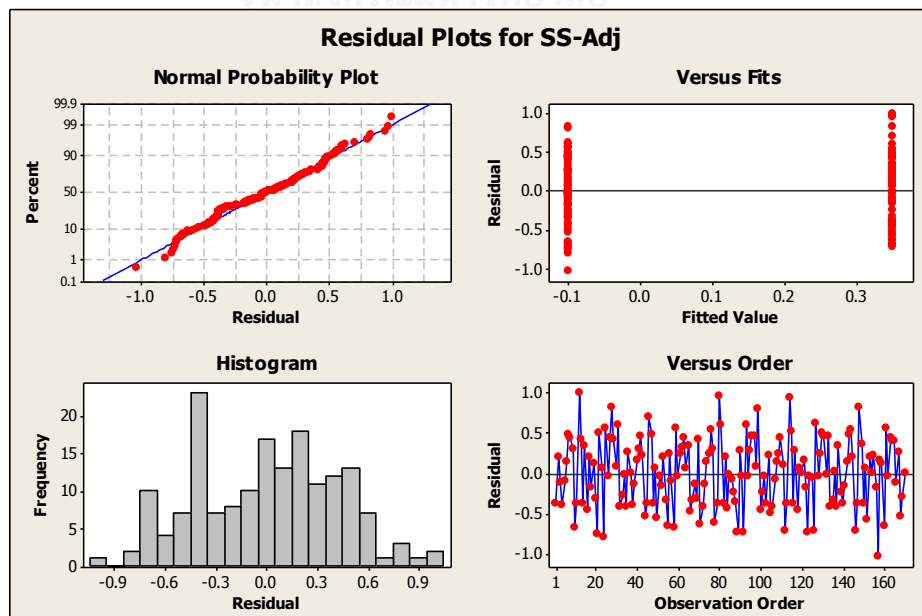 Residual Plots for SS-Adj
Normal Probability Plot
Percent
99.9
99
90
50
10
1
0.1
-1.0 -0.5 0.0 0.5 1.0
Residual
Versus Fits
Residual
1.0
0.5
0.0
-0.5
-1.0
-0.1 0.0 0.1 0.2 0.3
Fitted Value
Histogram
Frequency
20
15
10
5
0
-0.9 -0.6 -0.3 0.0 0.3 0.6 0.9
Residual
Versus Order
Residual
1.0
0.5
0.0
-0.5
-1.0
1 20 40 60 80 100 120 140 160
Observation Order